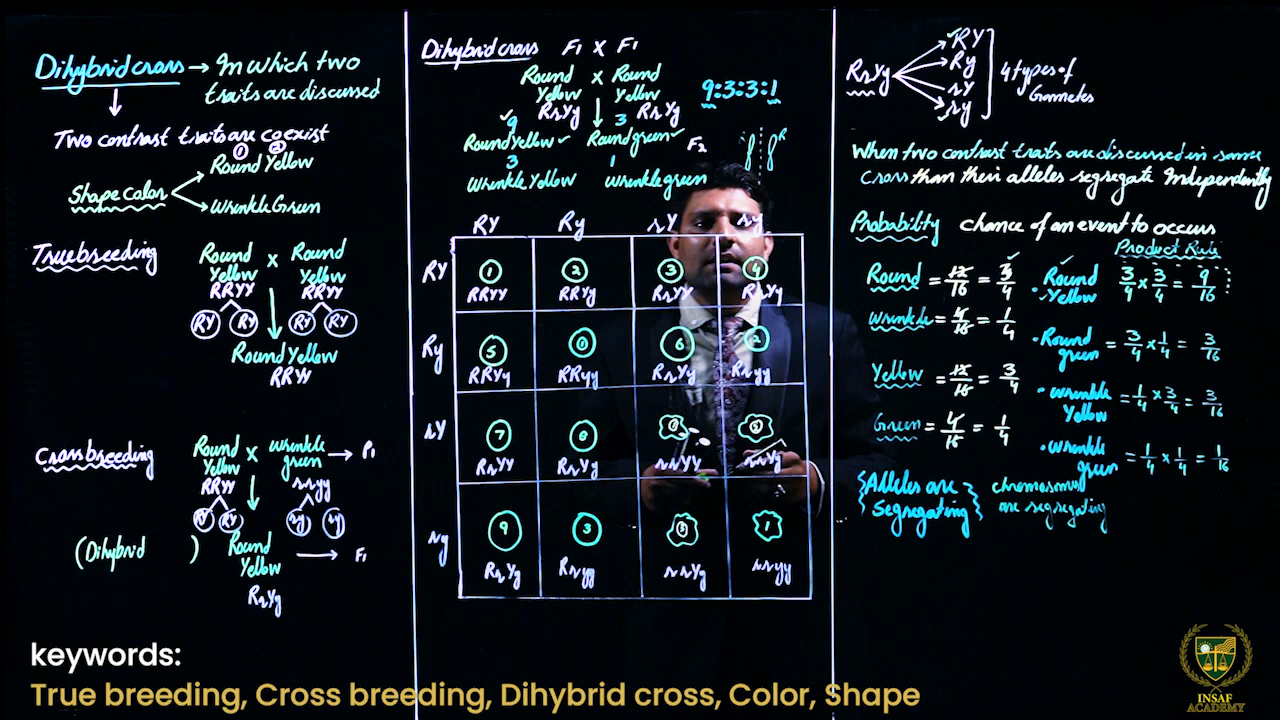 Dihybrid cross → In which two
traits are discussed
Two contrast traits are coexist
① ②
Shape color
Round Yellow
Wrinkle Green
True breeding
Round x Round
Yellow Yellow
RRYY RRYY
RY RY RY RY
Round Yellow
RRYY
Cross breeding
Round x wrinkle → P1
Yellow green
RRYY rryy
RY RY ry ry
(Dihybrid )
Round → F1
Yellow
RrYy
Dihybrid cross F1 x F1
Round x Round
Yellow Yellow
RrYy RrYy
9:3:3:1
9 3
Round Yellow Round green F2
3 1
Wrinkle Yellow wrinkle green
RY Ry rY ry
RY 1 2 3 4
RRYY RRYy RrYY RrYy
Ry 5 1 6 2
RRYy RRyy RrYy Rryy
rY 7 8
RrYY RrYy rrYY rrYy
ry 9 3 3 1
RrYy Rryy rrYy rryy
RrYy
RY
Ry
rY
ry
4 types of
Gametes
When two contrast traits are discussed in same
cross than their alleles segregate Independently
Probability chance of an event to occurs
Product Rule
Round = 12/16 = 3/4
Wrinkle = 4/16 = 1/4
Yellow = 12/16 = 3/4
Green = 4/16 = 1/4
• Round Yellow 3/4 x 3/4 = 9/16
• Round green = 3/4 x 1/4 = 3/16
• wrinkle Yellow = 1/4 x 3/4 = 3/16
• wrinkle green = 1/4 x 1/4 = 1/16
{Alleles are
Segregating}
chromosomes
are segregating
keywords:
True breeding, Cross breeding, Dihybrid cross, Color, Shape
INSAF
ACADEMY